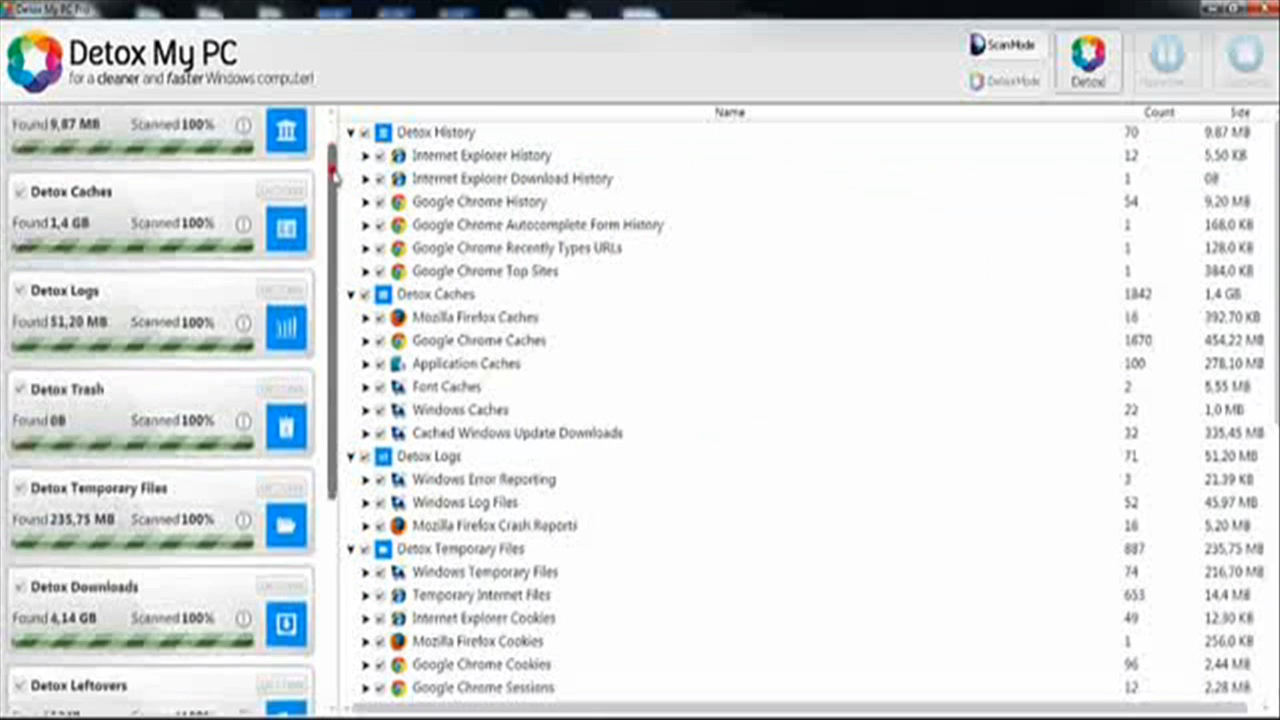 Detox My PC Pro
Detox My PC
for a cleaner and faster Windows computer!
ScanMode
DetoxMode
Detox!
Found 9,87 MB Scanned 100%
Detox Caches
Found 1,4 GB Scanned 100%
Detox Logs
Found 51,20 MB Scanned 100%
Detox Trash
Found 0B Scanned 100%
Detox Temporary Files
Found 235,75 MB Scanned 100%
Detox Downloads
Found 4,14 GB Scanned 100%
Detox Leftovers
Name Count Size
Detox History 70 9.87 MB
Internet Explorer History 12 5,50 KB
Internet Explorer Download History 1 0B
Google Chrome History 54 9,20 MB
Google Chrome Autocomplete Form History 1 168.0 KB
Google Chrome Recently Types URLs 1 128.0 KB
Google Chrome Top Sites 1 384,0 KB
Detox Caches 1842 1,4 GB
Mozilla Firefox Caches 16 392.70 KB
Google Chrome Caches 1670 454,22 MB
Application Caches 100 278,10 MB
Font Caches 2 5,55 MB
Windows Caches 22 1,0 MB
Cached Windows Update Downloads 32 335,45 MB
Detox Logs 71 51,20 MB
Windows Error Reporting 3 21,39 KB
Windows Log Files 52 45,97 MB
Mozilla Firefox Crash Reports 16 5,20 MB
Detox Temporary Files 887 235,75 MB
Windows Temporary Files 74 216,70 MB
Temporary Internet Files 653 14,4 MB
Internet Explorer Cookies 49 12.30 KB
Mozilla Firefox Cookies 1 256.0 KB
Google Chrome Cookies 96 2,44 MB
Google Chrome Sessions 12 2,28 MB